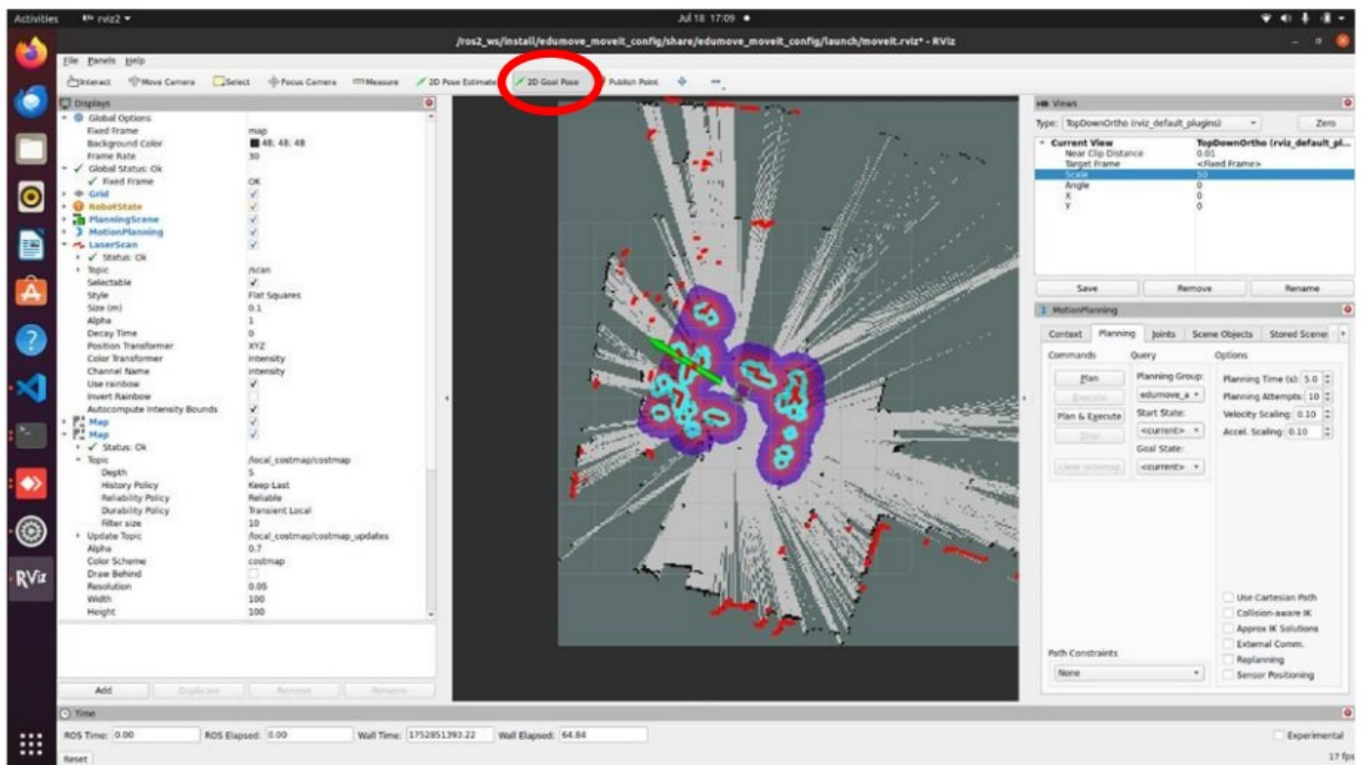 Activities
rviz2
Jul 18 17:09
/ros2_ws/install/edumove_moveit_config/share/edumove_moveit_config/launch/moveit.rviz* - RViz
File Panels Help
Interact Move Camera Select Focus Camera Measure 2D Pose Estimate 2D Goal Pose Publish Point
Displays
Global Options
Fixed Frame map
Background Color 48; 48; 48
Frame Rate 30
Global Status: Ok
Fixed Frame OK
Grid
RobotState
PlanningScene
MotionPlanning
LaserScan
Status: Ok
Topic /scan
Selectable
Style Flat Squares
Size (m) 0.1
Alpha 1
Decay Time 0
Position Transformer XYZ
Color Transformer Intensity
Channel Name intensity
Use rainbow
Invert Rainbow
Autocompute Intensity Bounds
Map
Map
Status: Ok
Topic /local_costmap/costmap
Depth 5
History Policy Keep Last
Reliability Policy Reliable
Durability Policy Transient Local
Filter size 10
Update Topic /local_costmap/costmap_updates
Alpha 0.7
Color Scheme costmap
Draw Behind
Resolution 0.05
Width 100
Height 100
Add Duplicate Remove Rename
Views
Type: TopDownOrtho (rviz_default_plugins) Zero
Current View TopDownOrtho (rviz_default_pl...
Near Clip Distance 0.01
Target Frame <Fixed Frame>
Scale 50
Angle 0
X 0
Y 0
Save Remove Rename
MotionPlanning
Context Planning Joints Scene Objects Stored Scenes
Commands Query Options
Plan Planning Group: Planning Time (s): 5.0
Execute edumove_a Planning Attempts: 10
Plan & Execute Start State: Velocity Scaling: 0.10
Stop <current> Accel. Scaling: 0.10
Goal State:
Clear octomap <current>
Use Cartesian Path
Collision-aware IK
Approx IK Solutions
External Comm.
Path Constraints Replanning
None Sensor Positioning
RViz
Time
ROS Time: 0.00 ROS Elapsed: 0.00 Wall Time: 1752851393.22 Wall Elapsed: 64.84 Experimental
Reset 17 fps